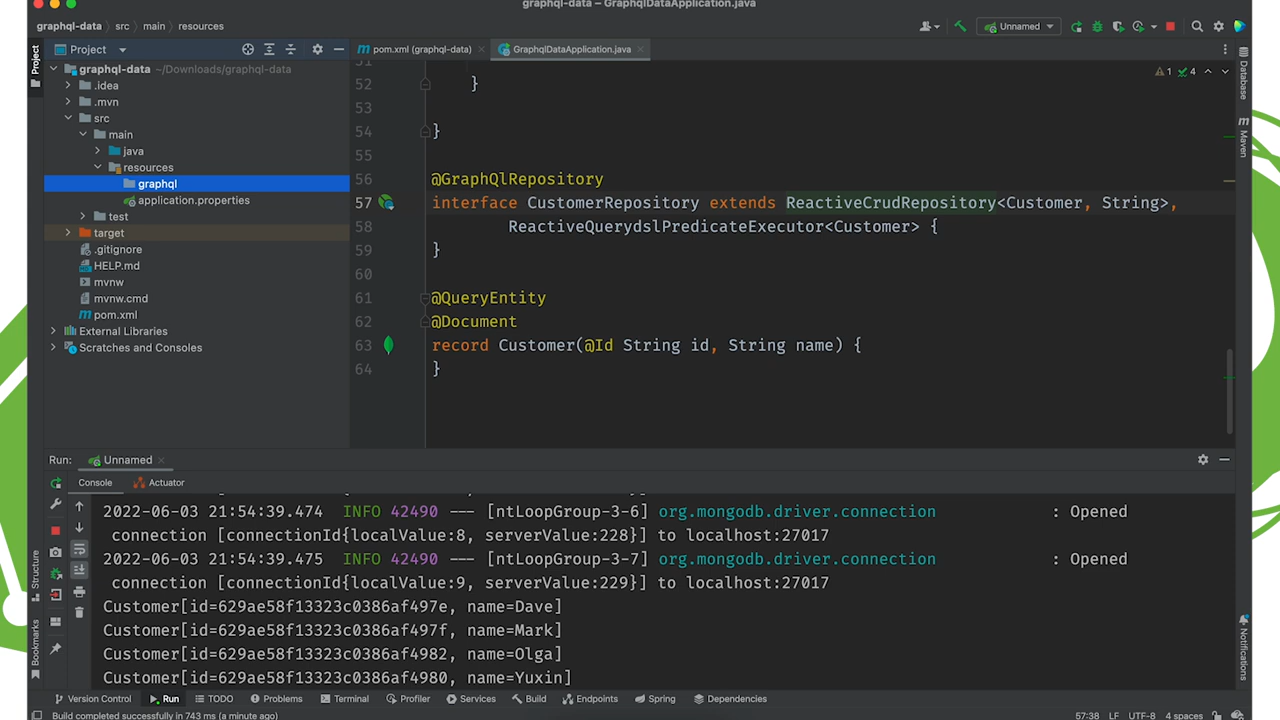 graphql-data – GraphqlDataApplication.java
graphql-data › src › main › resources
Unnamed
Project
pom.xml (graphql-data)
GraphqlDataApplication.java
Project
graphql-data ~/Downloads/graphql-data
.idea
.mvn
src
main
java
resources
graphql
application.properties
test
target
.gitignore
HELP.md
mvnw
mvnw.cmd
pom.xml
External Libraries
Scratches and Consoles
51
52 }
53
54 }
55
56 @GraphQlRepository
57 interface CustomerRepository extends ReactiveCrudRepository<Customer, String>,
58 ReactiveQuerydslPredicateExecutor<Customer> {
59 }
60
61 @QueryEntity
62 @Document
63 record Customer(@Id String id, String name) {
64 }
1 4
Database
Maven
Notifications
Run: Unnamed
Console Actuator
2022-06-03 21:54:39.474 INFO 42490 --- [ntLoopGroup-3-6] org.mongodb.driver.connection : Opened
connection [connectionId{localValue:8, serverValue:228}] to localhost:27017
2022-06-03 21:54:39.475 INFO 42490 --- [ntLoopGroup-3-7] org.mongodb.driver.connection : Opened
connection [connectionId{localValue:9, serverValue:229}] to localhost:27017
Customer[id=629ae58f13323c0386af497e, name=Dave]
Customer[id=629ae58f13323c0386af497f, name=Mark]
Customer[id=629ae58f13323c0386af4982, name=Olga]
Customer[id=629ae58f13323c0386af4980, name=Yuxin]
Structure
Bookmarks
Version Control Run TODO Problems Terminal Profiler Services Build Endpoints Spring Dependencies
Build completed successfully in 743 ms (a minute ago)
57:38 LF UTF-8 4 spaces